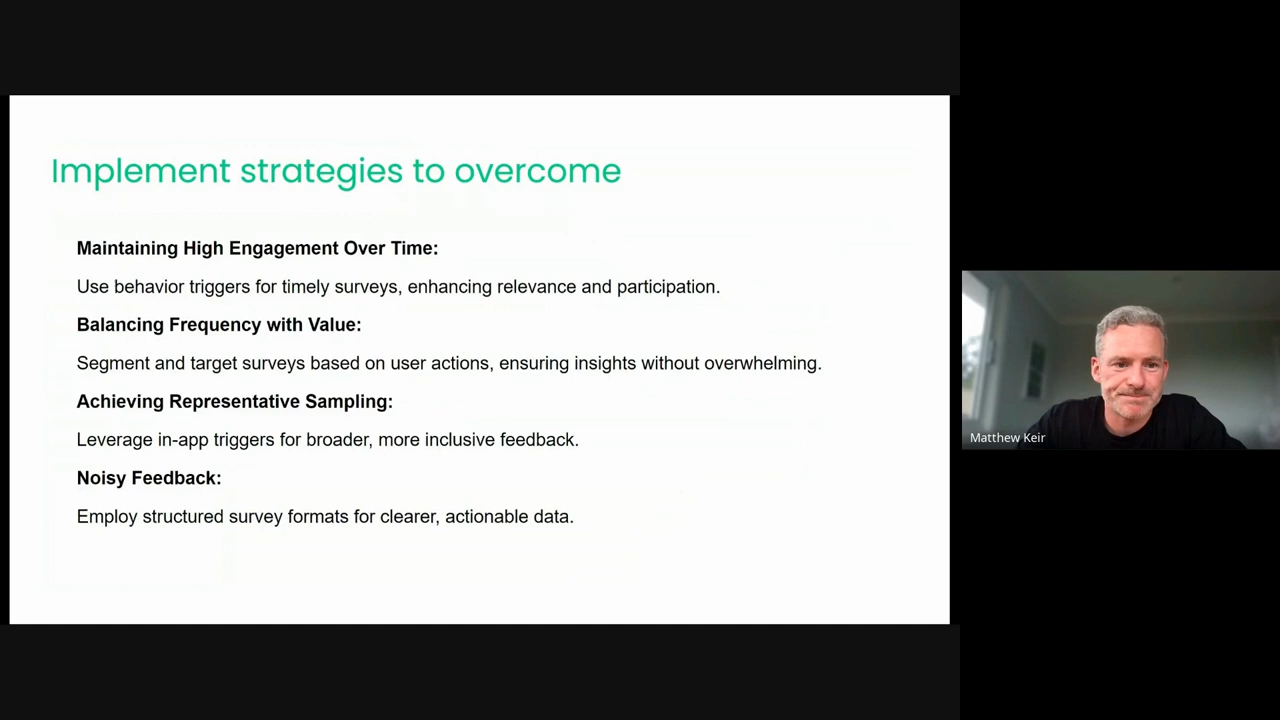 Implement strategies to overcome
Maintaining High Engagement Over Time:
Use behavior triggers for timely surveys, enhancing relevance and participation.
Balancing Frequency with Value:
Segment and target surveys based on user actions, ensuring insights without overwhelming.
Achieving Representative Sampling:
Leverage in-app triggers for broader, more inclusive feedback.
Noisy Feedback:
Employ structured survey formats for clearer, actionable data.
Matthew Keir